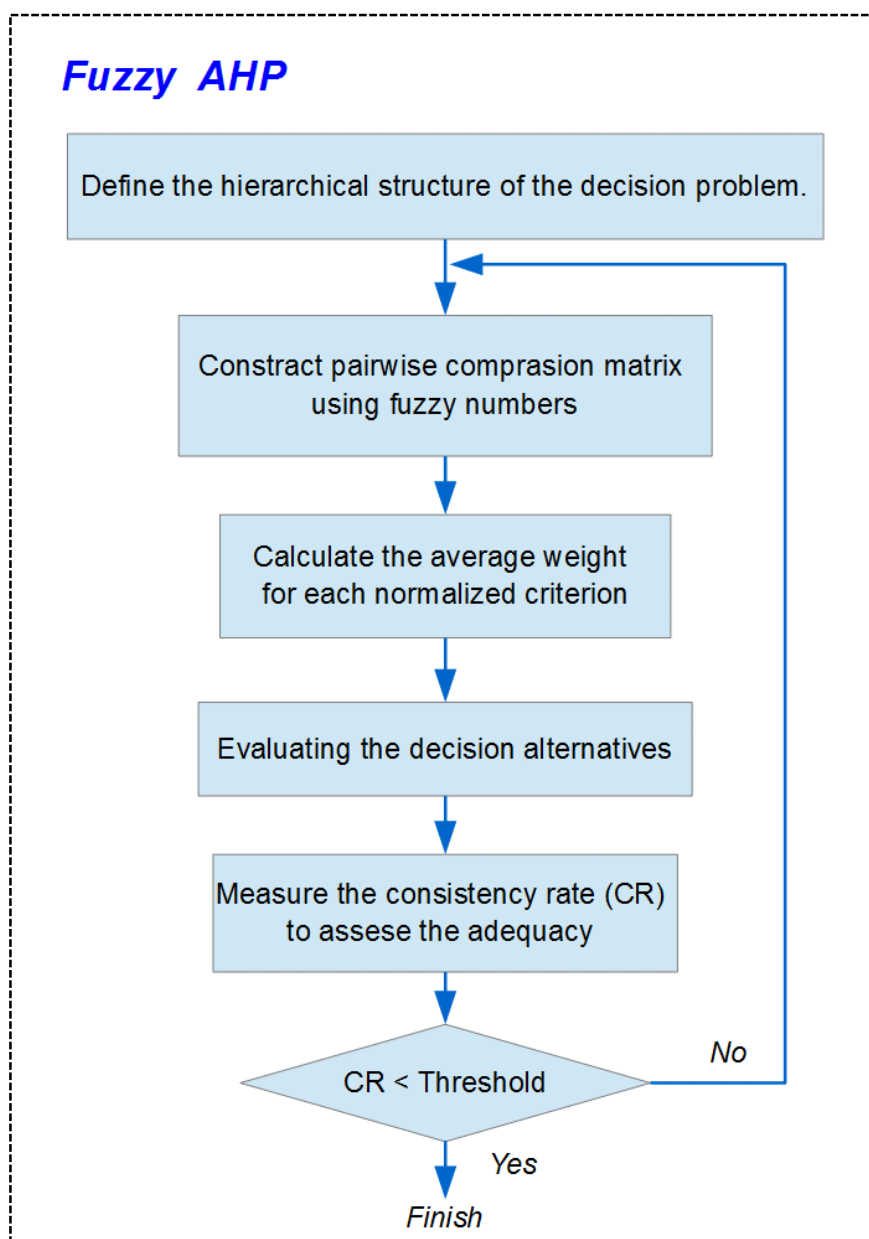 Fuzzy AHP
Define the hierarchical structure of the decision problem.
Constract pairwise comprasion matrix
using fuzzy numbers
Calculate the average weight
for each normalized criterion
Evaluating the decision alternatives
Measure the consistency rate (CR)
to assese the adequacy
CR < Threshold
No
Yes
Finish